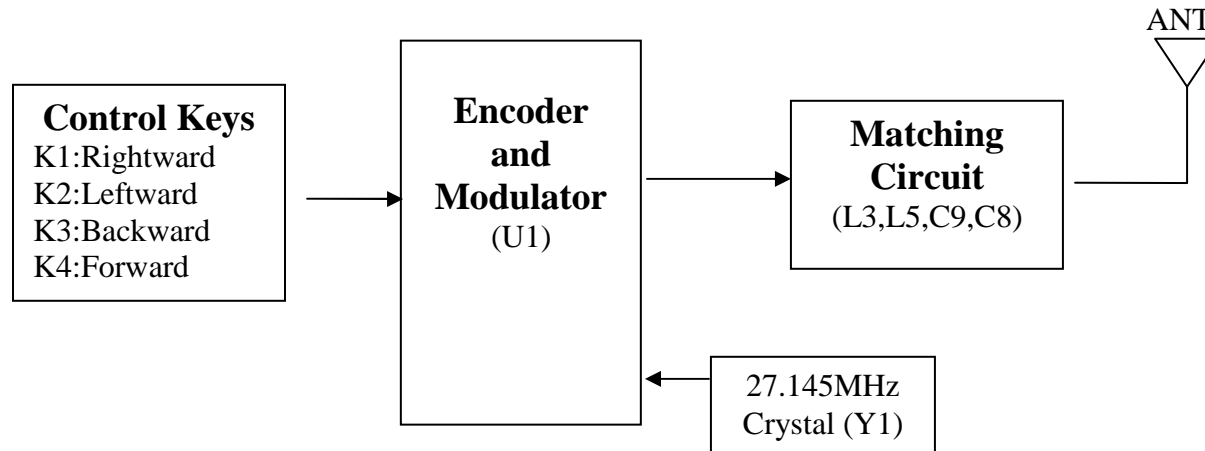 ANT
Control Keys
K1:Rightward
K2:Leftward
K3:Backward
K4:Forward
Encoder
and
Modulator
(U1)
Matching
Circuit
(L3,L5,C9,C8)
27.145MHz
Crystal (Y1)